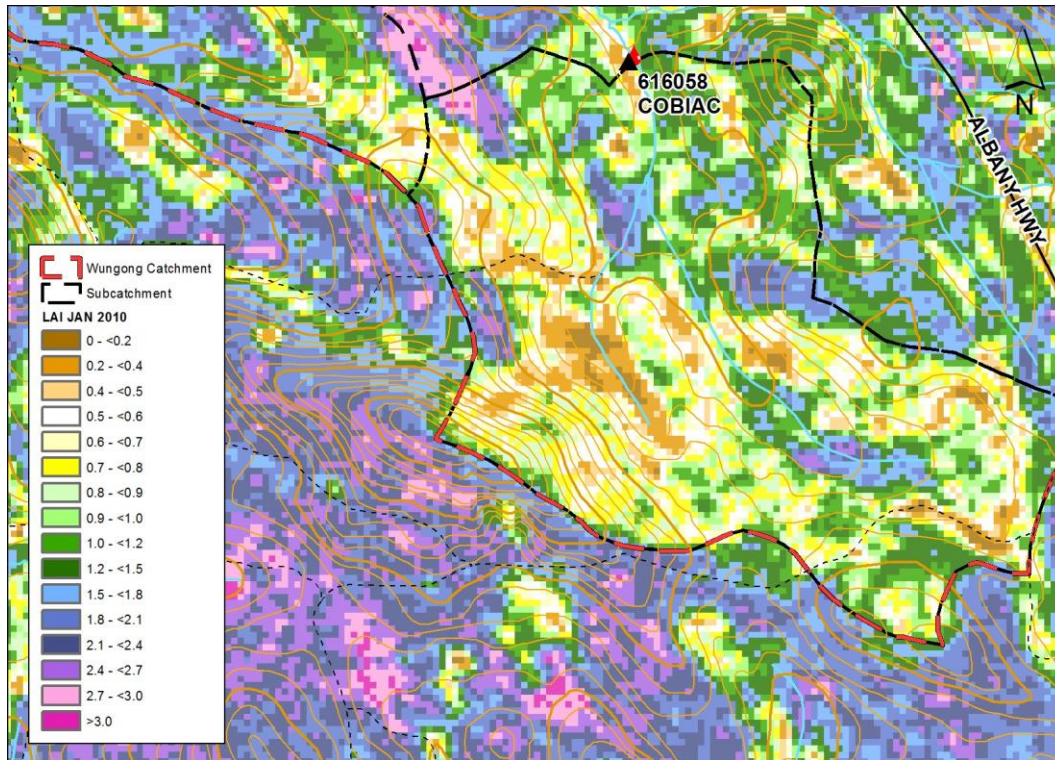 616058
COBIAC
N
ALBANY HWY
Wungong Catchment
Subcatchment
LAI JAN 2010
0 - <0.2
0.2 - <0.4
0.4 - <0.5
0.5 - <0.6
0.6 - <0.7
0.7 - <0.8
0.8 - <0.9
0.9 - <1.0
1.0 - <1.2
1.2 - <1.5
1.5 - <1.8
1.8 - <2.1
2.1 - <2.4
2.4 - <2.7
2.7 - <3.0
>3.0